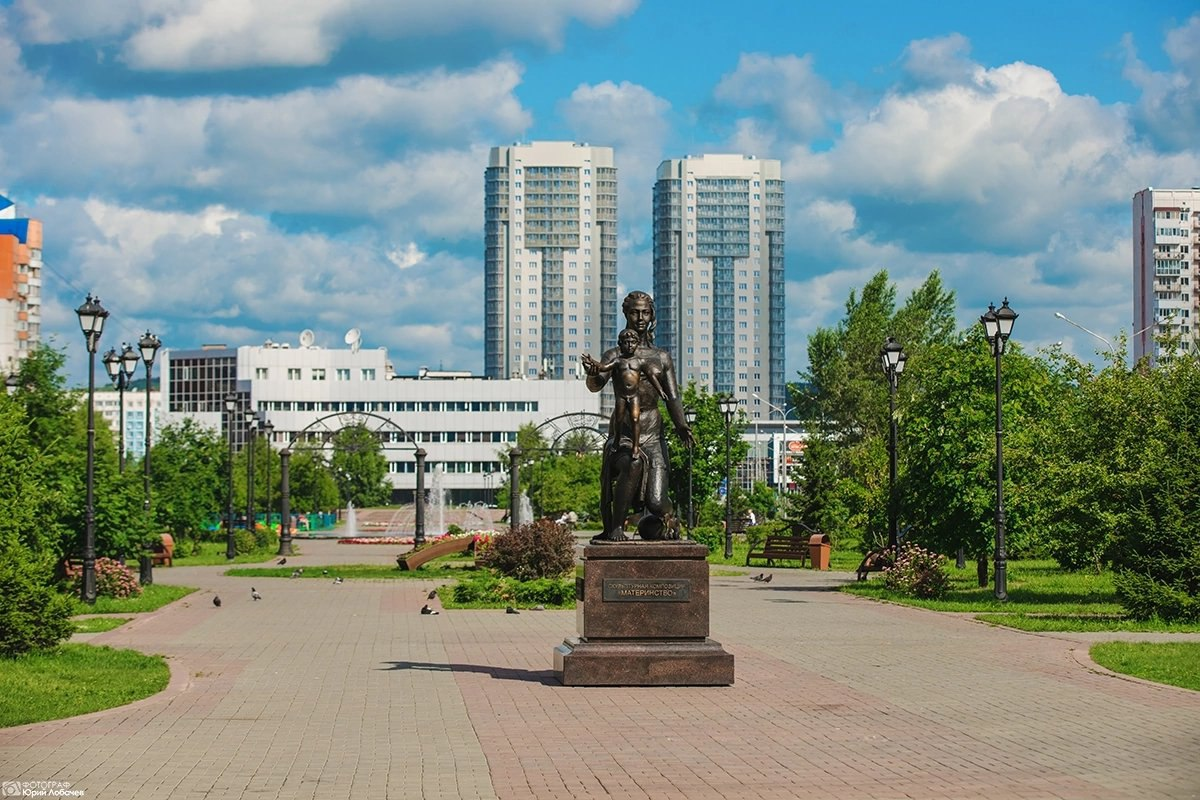 СКУЛЬПТУРНАЯ КОМПОЗИЦИЯ
«МАТЕРИНСТВО»
ФОТОГРАФ
Юрий Лобачев